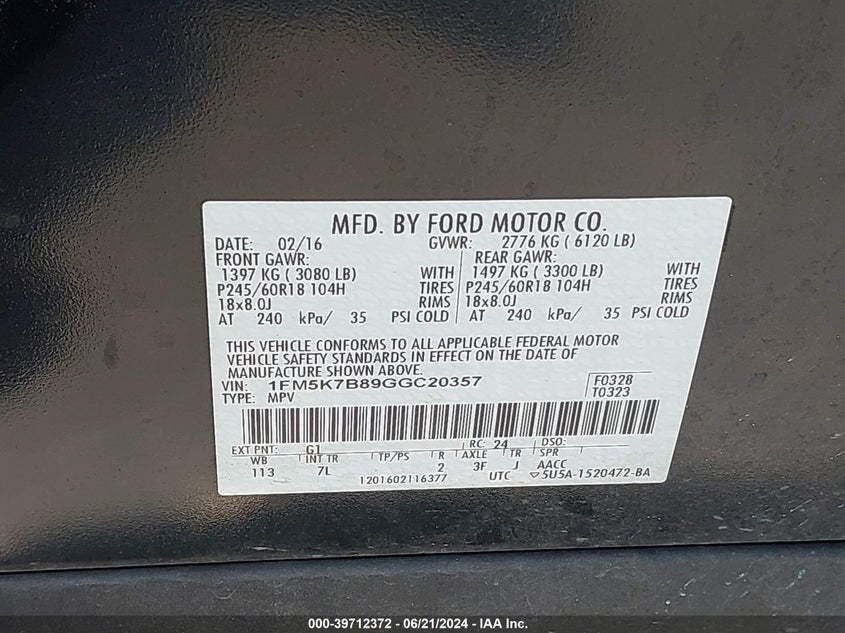 MFD. BY FORD MOTOR CO.
DATE: 02/16 GVWR: 2776 KG ( 6120 LB)
FRONT GAWR: REAR GAWR:
1397 KG ( 3080 LB) WITH 1497 KG ( 3300 LB) WITH
P245/60R18 104H TIRES P245/60R18 104H TIRES
18x8.0J RIMS 18x8.0J RIMS
AT 240 kPa/ 35 PSI COLD AT 240 kPa/ 35 PSI COLD
THIS VEHICLE CONFORMS TO ALL APPLICABLE FEDERAL MOTOR
VEHICLE SAFETY STANDARDS IN EFFECT ON THE DATE OF
MANUFACTURE SHOWN ABOVE.
VIN: 1FM5K7B89GGC20357 F0328
TYPE: MPV T0323
EXT PNT: G1 RC: 24 DSO:
WB INT TR TP/PS R AXLE TR SPR
113 7L 2 3F J AACC
1201602116377 UTC ▽5U5A-1520472-BA
000-39712372 - 06/21/2024 - IAA Inc.